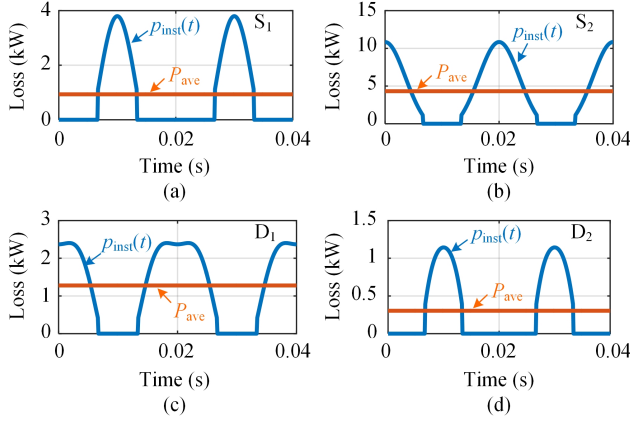 S1
Loss (kW)
4
2
0
pinst(t)
Pave
0 0.02 0.04
Time (s)
(a)
S2
Loss (kW)
15
10
5
0
pinst(t)
Pave
0 0.02 0.04
Time (s)
(b)
D1
Loss (kW)
3
2
1
0
pinst(t)
Pave
0 0.02 0.04
Time (s)
(c)
D2
Loss (kW)
1.5
1
0.5
0
pinst(t)
Pave
0 0.02 0.04
Time (s)
(d)